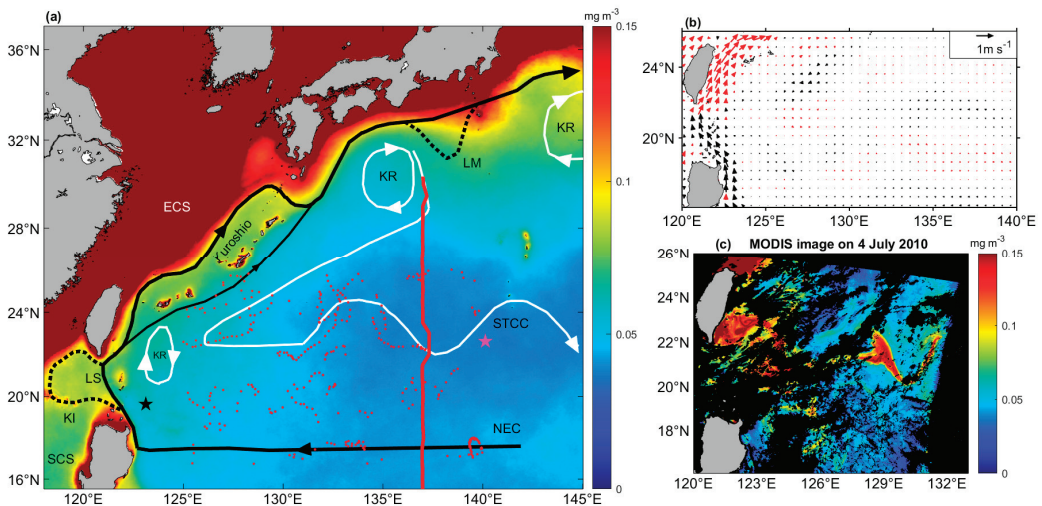 (a)
mg m⁻³
36°N
32°N
28°N
24°N
20°N
16°N
120°E
125°E
130°E
135°E
140°E
145°E
0.15
0.1
0.05
0
KR
LM
KR
ECS
Kuroshio
STCC
KR
LS
KI
NEC
SCS
(b)
1m s⁻¹
24°N
20°N
120°E
125°E
130°E
135°E
140°E
(c)
MODIS image on 4 July 2010
mg m⁻³
26°N
24°N
22°N
20°N
18°N
120°E
123°E
126°E
129°E
132°E
0.15
0.1
0.05
0